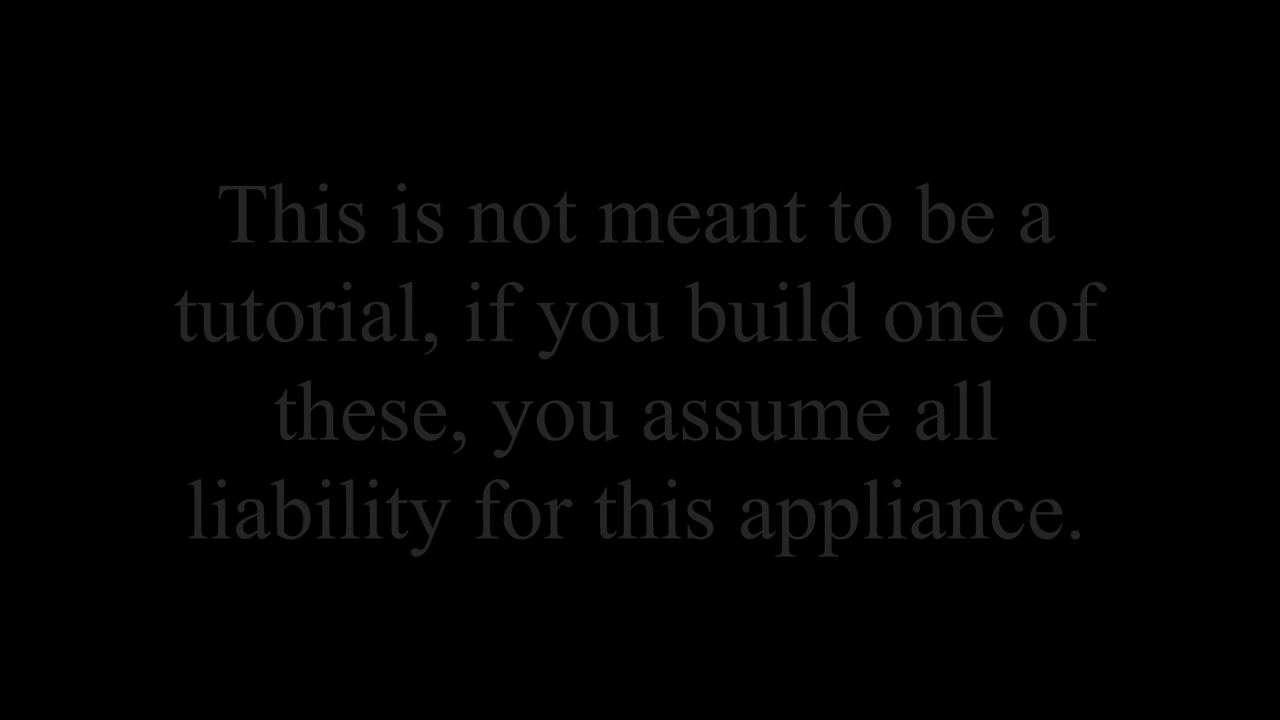 This is not meant to be a
tutorial, if you build one of
these, you assume all
liability for this appliance.